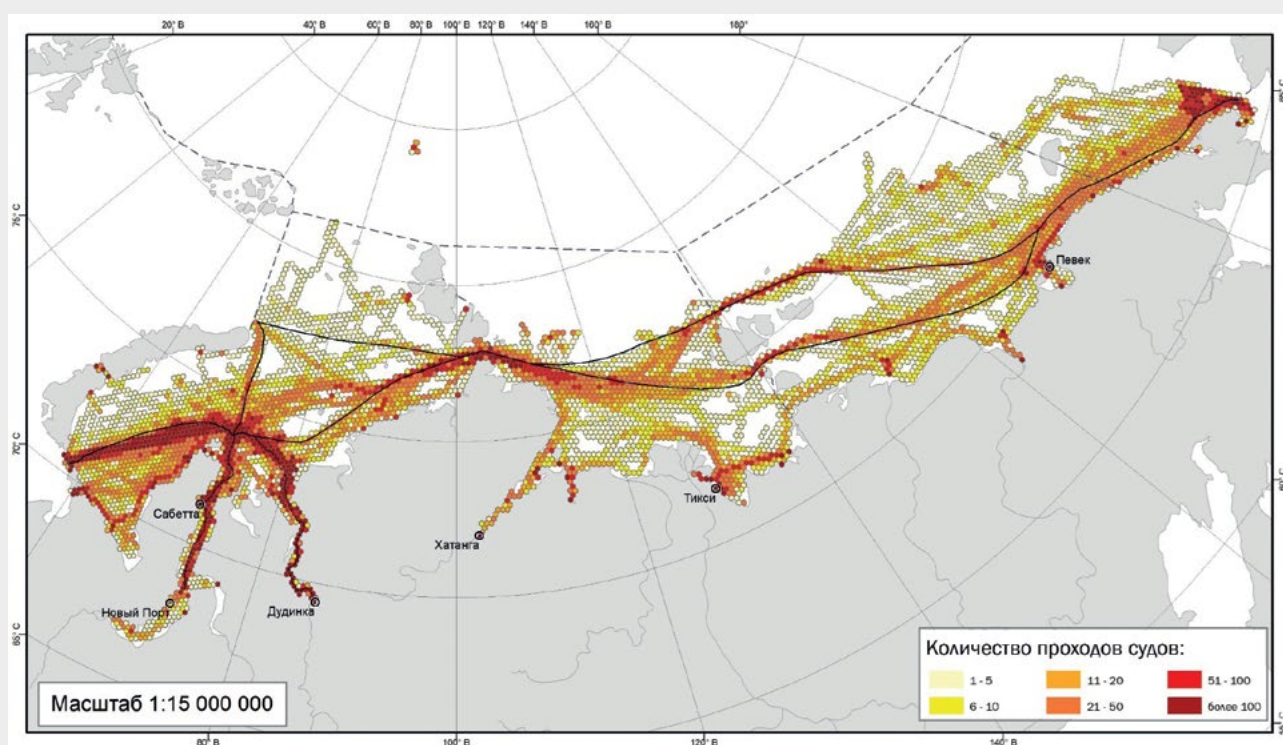 20° В 40° В 60° В 80° В 100° В 120° В 140° В 160° В 180°
75° С
70° С
65° С
Певек
Сабетта
Тикси
Хатанга
Новый Порт
Дудинка
Масштаб 1:15 000 000
Количество проходов судов:
1 - 5 11 - 20 51 - 100
6 - 10 21 - 50 более 100
80° В 100° В 120° В 140° В